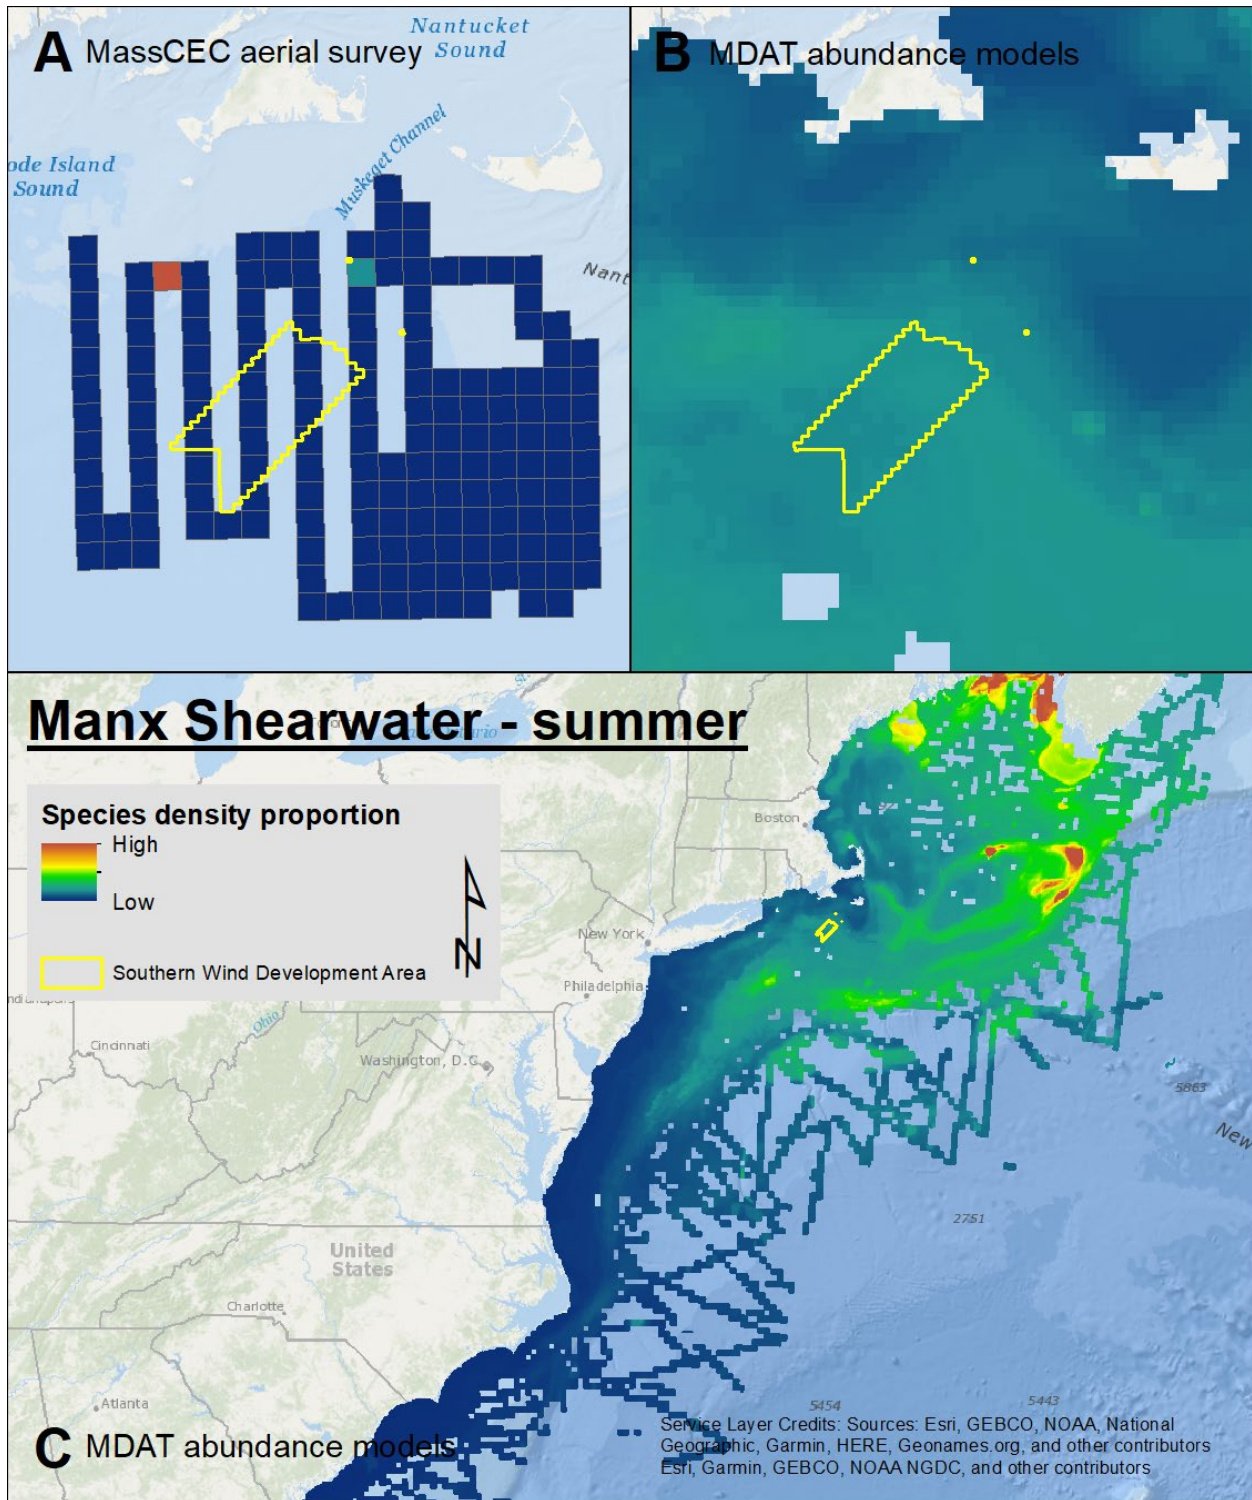 A MassCEC aerial survey
Nantucket
Sound
Muskeget Channel
ode Island
Sound
Nant
B MDAT abundance models
Manx Shearwater - summer
Species density proportion
High
Low
N
Southern Wind Development Area
Boston
New York
Philadelphia
Ohio
Cincinnati
Washington, D.C.
5863
New
2751
United
States
Charlotte
Atlanta
5454
5443
C MDAT abundance models
Service Layer Credits: Sources: Esri, GEBCO, NOAA, National
Geographic, Garmin, HERE, Geonames.org, and other contributors
Esri, Garmin, GEBCO, NOAA NGDC, and other contributors